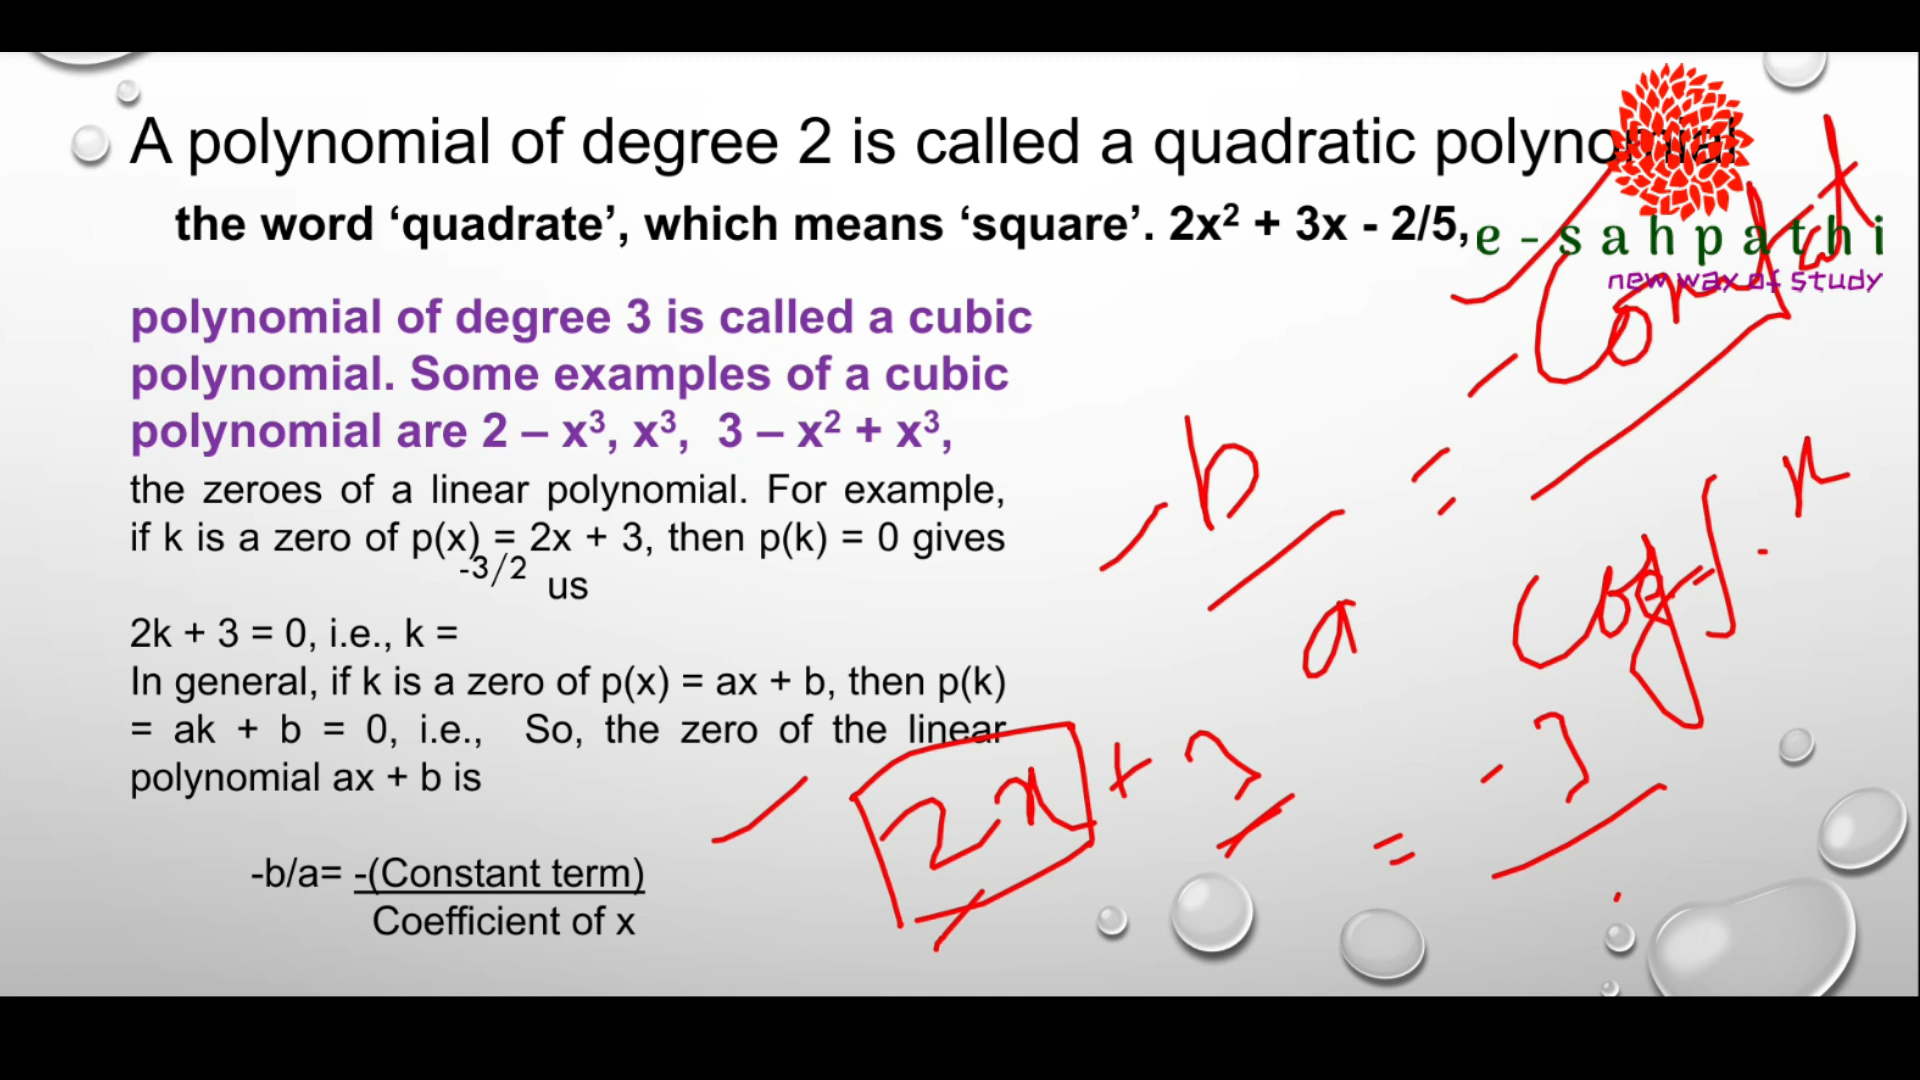 A polynomial of degree 2 is called a quadratic polynomial
the word ‘quadrate’, which means ‘square’. 2x² + 3x - 2/5,
e - sahpathi
new way of study
polynomial of degree 3 is called a cubic
polynomial. Some examples of a cubic
polynomial are 2 – x³, x³, 3 – x² + x³,
the zeroes of a linear polynomial. For example,
if k is a zero of p(x) = 2x + 3, then p(k) = 0 gives
-3/2
us
2k + 3 = 0, i.e., k =
In general, if k is a zero of p(x) = ax + b, then p(k)
= ak + b = 0, i.e., So, the zero of the linear
polynomial ax + b is
-b/a= -(Constant term)
Coefficient of x
-b
=
a
2x + 3
= -3